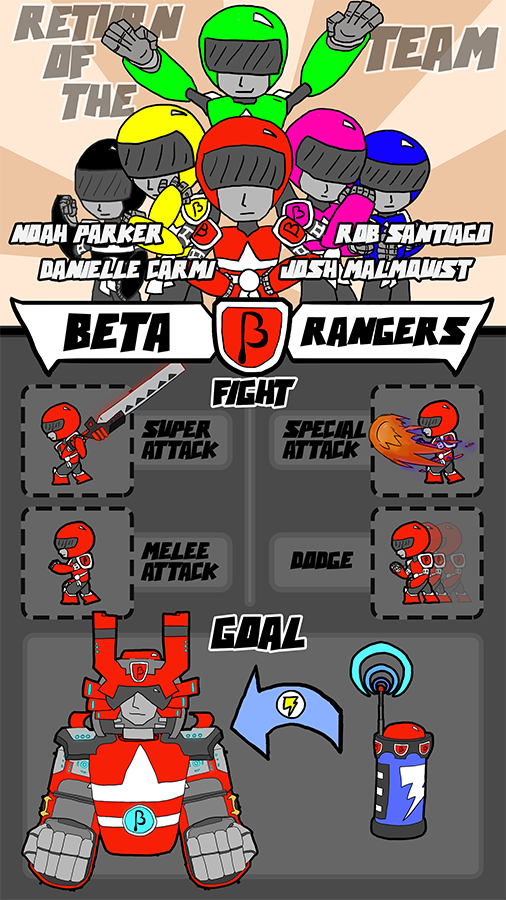 RETURN
OF
THE
TEAM
NOAH PARKER
ROB SANTIAGO
DANIELLE CARMI
JOSH MALMQUIST
BETA
β
RANGERS
FIGHT
SUPER
ATTACK
SPECIAL
ATTACK
MELEE
ATTACK
DODGE
GOAL
β